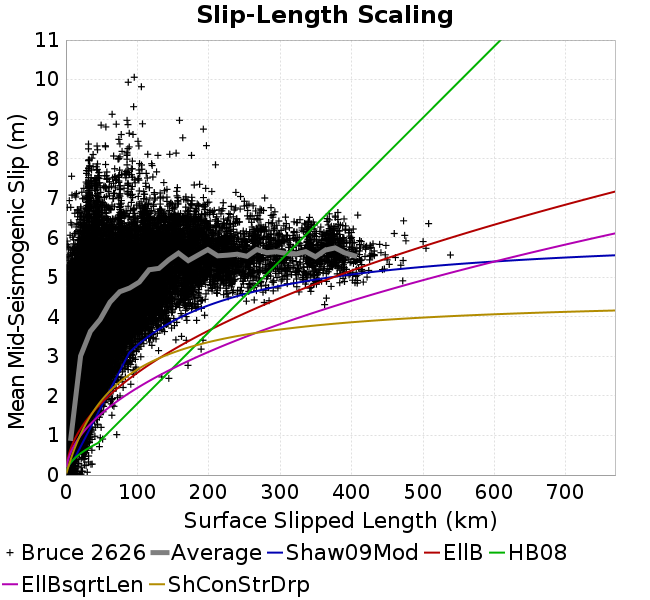 Slip-Length Scaling
Mean Mid-Seismogenic Slip (m)
11
10
9
8
7
6
5
4
3
2
1
0
0 100 200 300 400 500 600 700
Surface Slipped Length (km)
Bruce 2626 Average Shaw09Mod EllB HB08
EllBsqrtLen ShConStrDrp